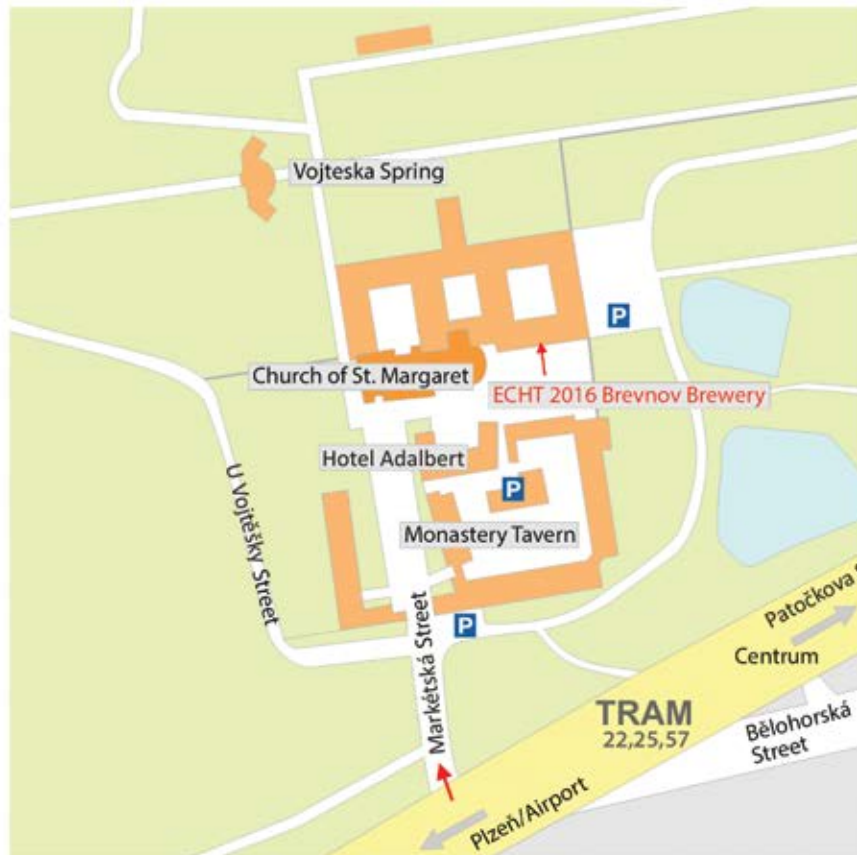 Vojteska Spring
P
Church of St. Margaret
ECHT 2016 Brevnov Brewery
Hotel Adalbert
P
Monastery Tavern
U Vojtěšky Street
Markétská Street
P
Patočkova
Centrum
TRAM
22,25,57
Bělohorská
Street
Plzeň/Airport